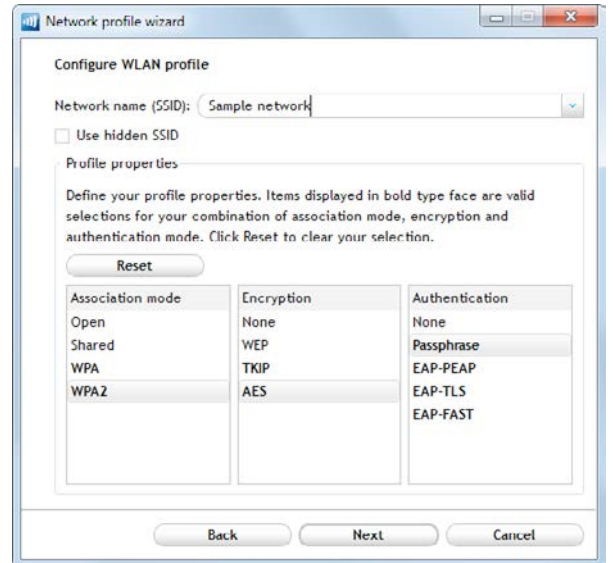 Network profile wizard
Configure WLAN profile
Network name (SSID): Sample network
Use hidden SSID
Profile properties
Define your profile properties. Items displayed in bold type face are valid
selections for your combination of association mode, encryption and
authentication mode. Click Reset to clear your selection.
Reset
Association mode Encryption Authentication
Open None None
Shared WEP Passphrase
WPA TKIP EAP-PEAP
WPA2 AES EAP-TLS
EAP-FAST
Back Next Cancel